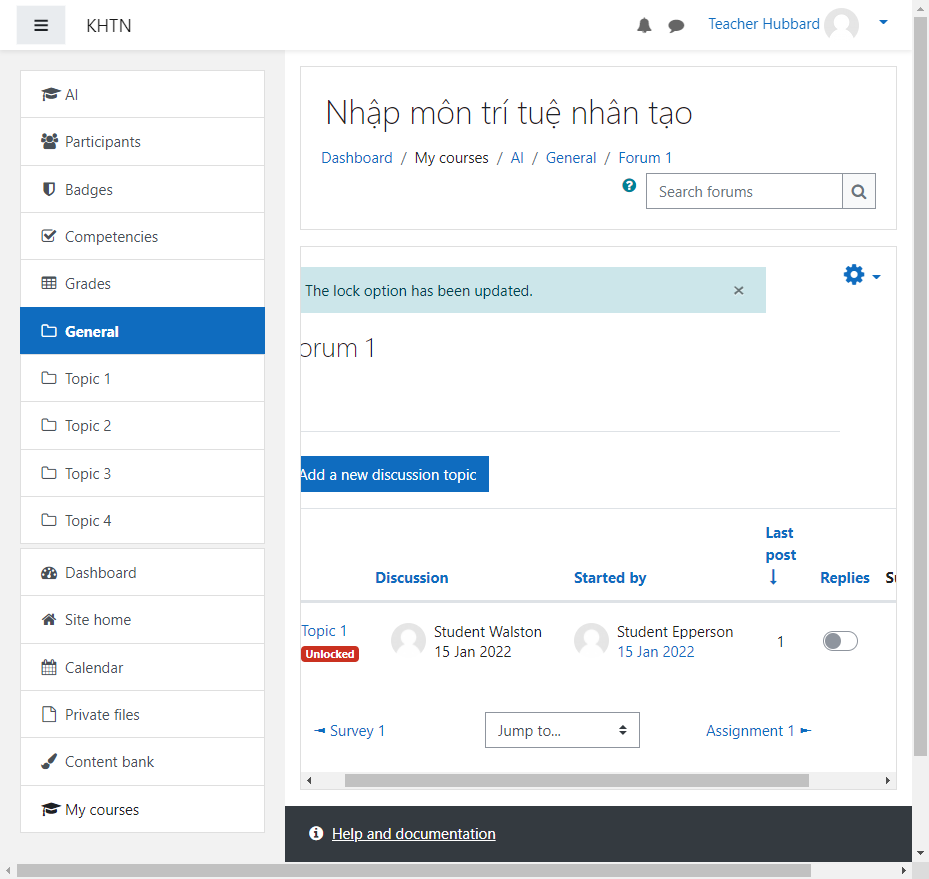 KHTN
Teacher Hubbard
AI
Participants
Badges
Competencies
Grades
General
Topic 1
Topic 2
Topic 3
Topic 4
Dashboard
Site home
Calendar
Private files
Content bank
My courses
Nhập môn trí tuệ nhân tạo
Dashboard / My courses / AI / General / Forum 1
Search forums
The lock option has been updated. ×
orum 1
Add a new discussion topic
Discussion Started by Last post ↓ Replies
Topic 1 Unlocked
Student Walston 15 Jan 2022
Student Epperson 15 Jan 2022
1
◄ Survey 1
Jump to...
Assignment 1 ►
Help and documentation